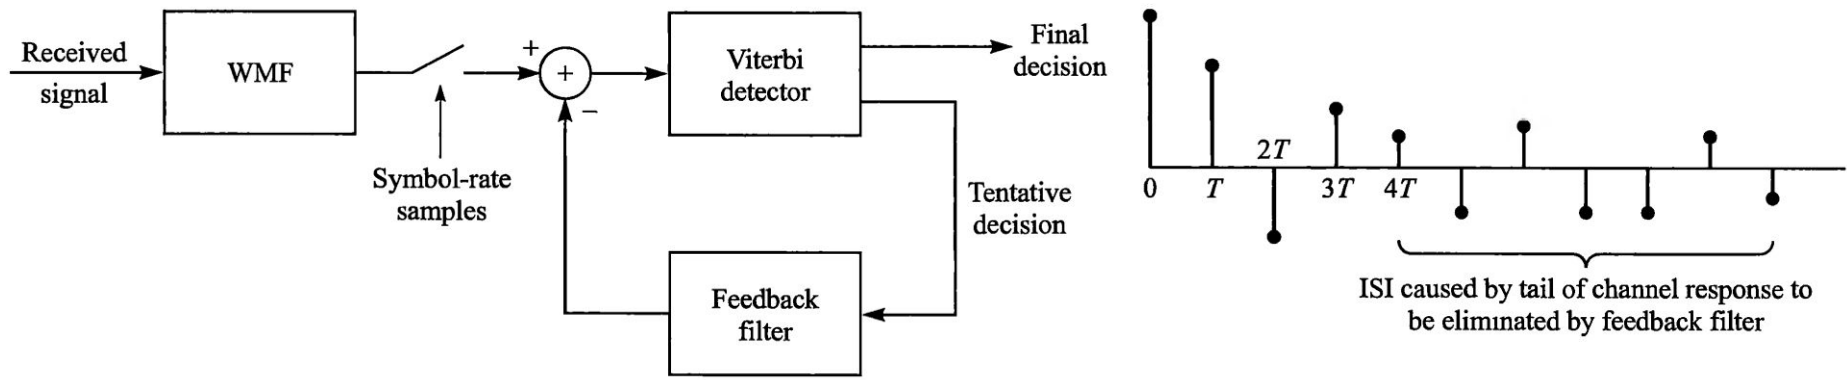 Received
signal
WMF
Symbol-rate
samples
+
+
−
Viterbi
detector
Final
decision
Tentative
decision
Feedback
filter
0
T
2T
3T
4T
ISI caused by tail of channel response to
be eliminated by feedback filter